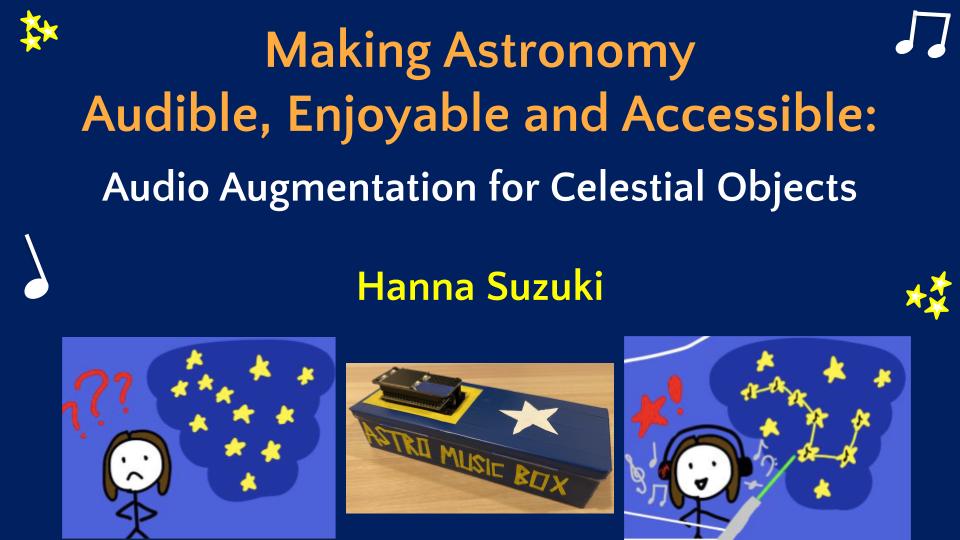 Making Astronomy
Audible, Enjoyable and Accessible:
Audio Augmentation for Celestial Objects
Hanna Suzuki
???
ASTRO MUSIC BOX
!